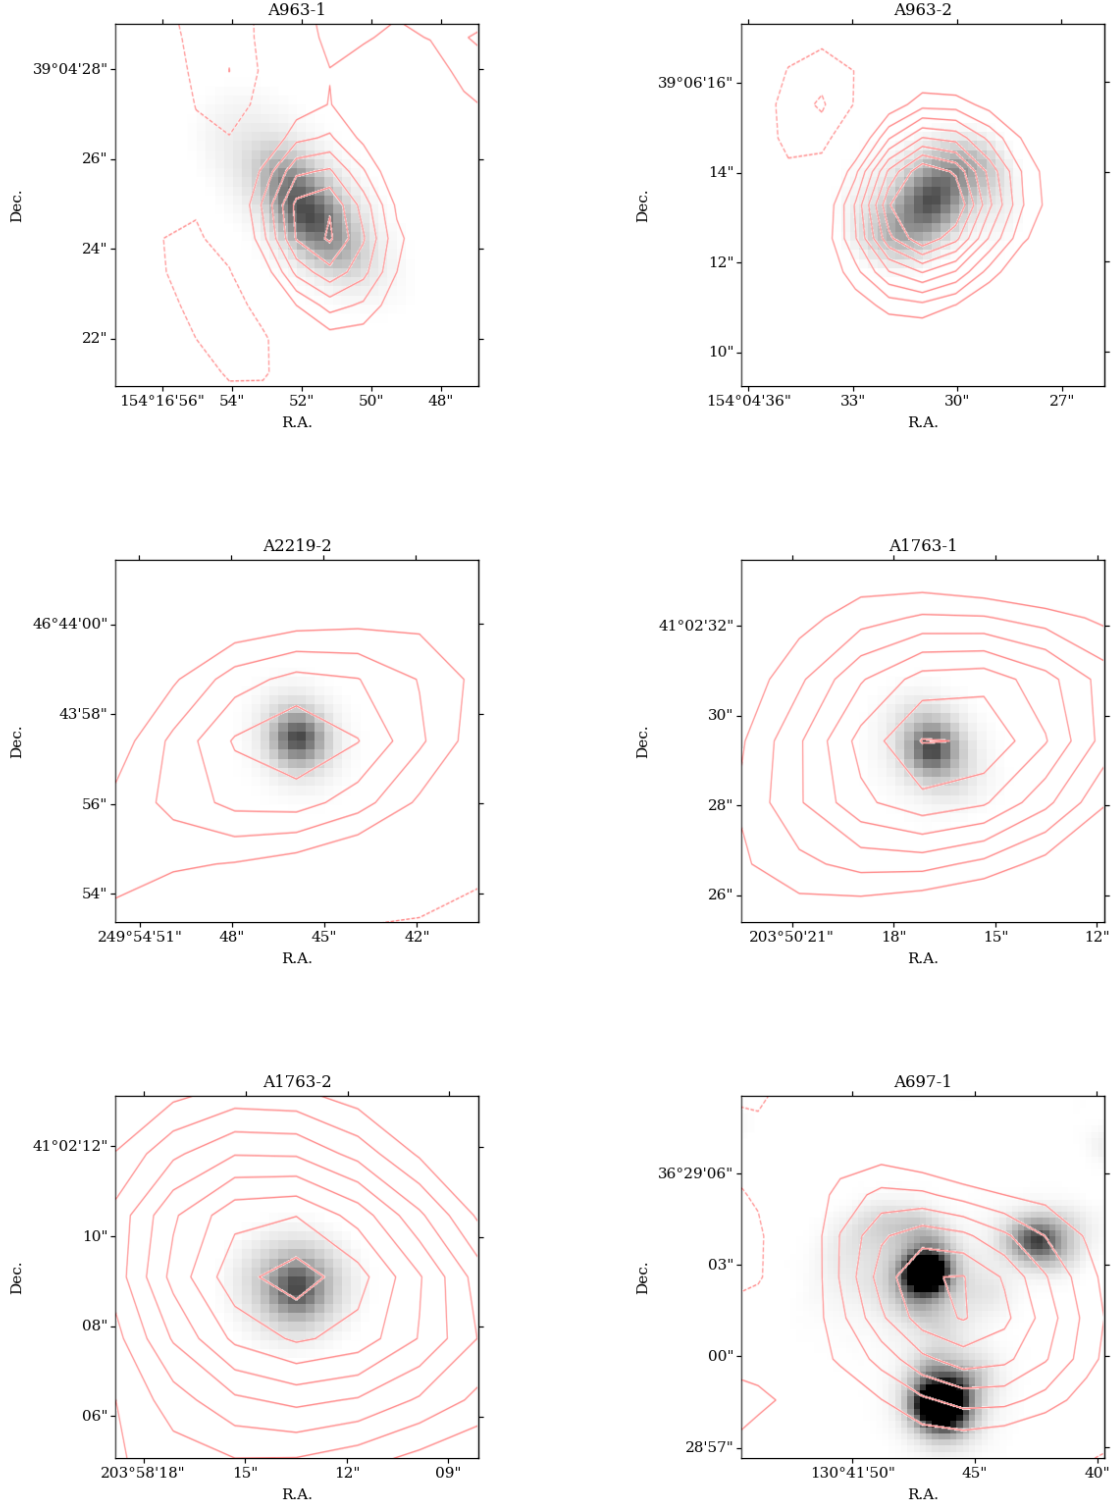 A963-1
A963-2
39°04'28"
26"
24"
22"
Dec.
154°16'56"
54"
52"
50"
48"
R.A.
39°06'16"
14"
12"
10"
Dec.
154°04'36"
33"
30"
27"
R.A.
A2219-2
A1763-1
46°44'00"
43'58"
56"
54"
Dec.
249°54'51"
48"
45"
42"
R.A.
41°02'32"
30"
28"
26"
Dec.
203°50'21"
18"
15"
12"
R.A.
A1763-2
A697-1
41°02'12"
10"
08"
06"
Dec.
203°58'18"
15"
12"
09"
R.A.
36°29'06"
03"
00"
28'57"
Dec.
130°41'50"
45"
40"
R.A.